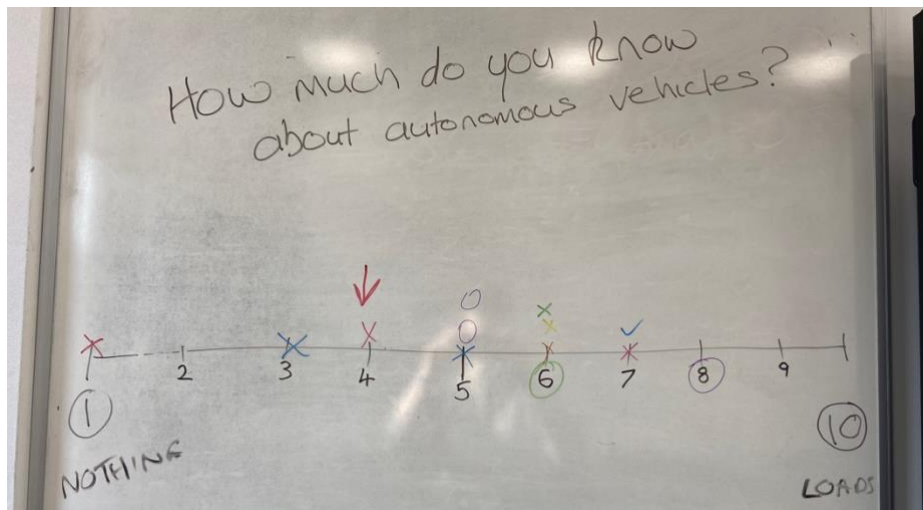 How much do you know
about autonomous vehicles?
2 3 4 5 6 7 8 9
1 10
NOTHING LOADS